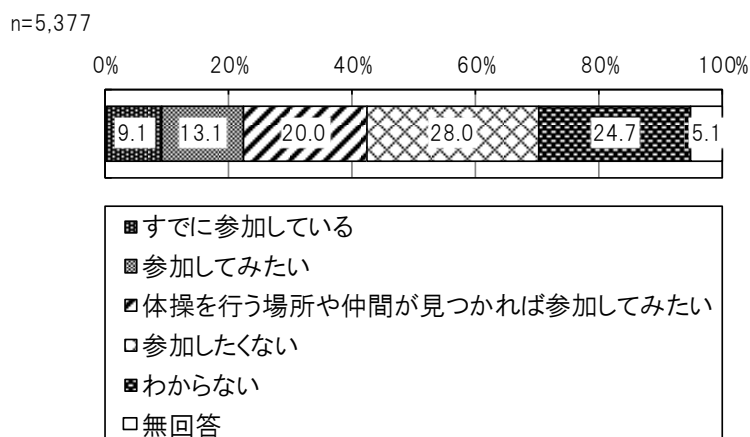 n=5,377
0% 20% 40% 60% 80% 100%
9.1 13.1 20.0 28.0 24.7 5.1
すでに参加している
参加してみたい
体操を行う場所や仲間が見つかれば参加してみたい
参加したくない
わからない
無回答